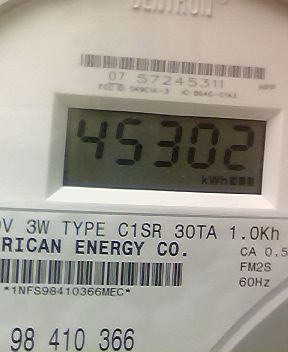 CENTRON
07 57245311
45302
kWh
V 3W TYPE C1SR 30TA 1.0Kh
RICAN ENERGY CO.
CA 0.5
FM2S
60Hz
*1NFS98410366MEC*
98 410 366